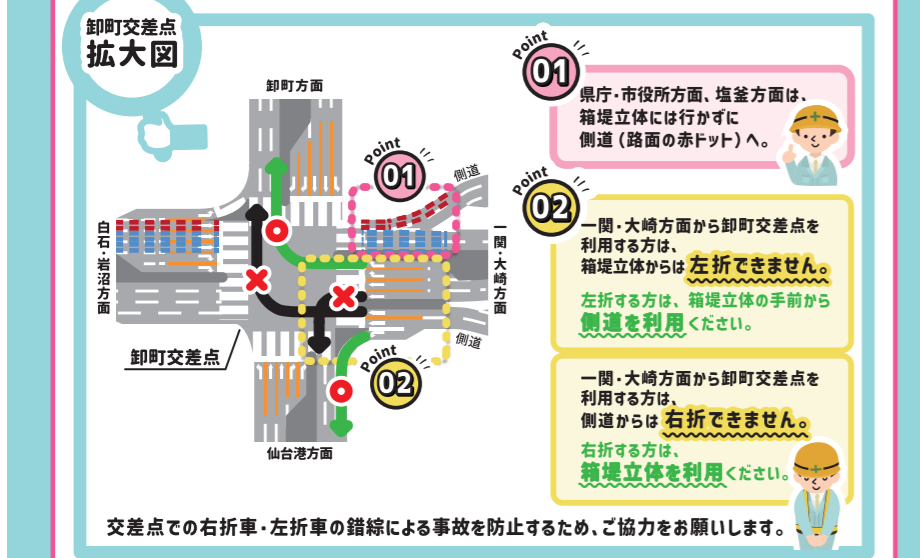 卸町交差点
拡大図
卸町方面
白石・岩沼方面
一関・大崎方面
仙台港方面
側道
側道
卸町交差点
Point
01
Point
02
Point
01
県庁・市役所方面、塩釜方面は、
箱堤立体には行かずに
側道(路面の赤ドット)へ。
Point
02
一関・大崎方面から卸町交差点を
利用する方は、
箱堤立体からは左折できません。
左折する方は、箱堤立体の手前から
側道を利用ください。
一関・大崎方面から卸町交差点を
利用する方は、
側道からは右折できません。
右折する方は、
箱堤立体を利用ください。
交差点での右折車・左折車の錯綜による事故を防止するため、ご協力をお願いします。